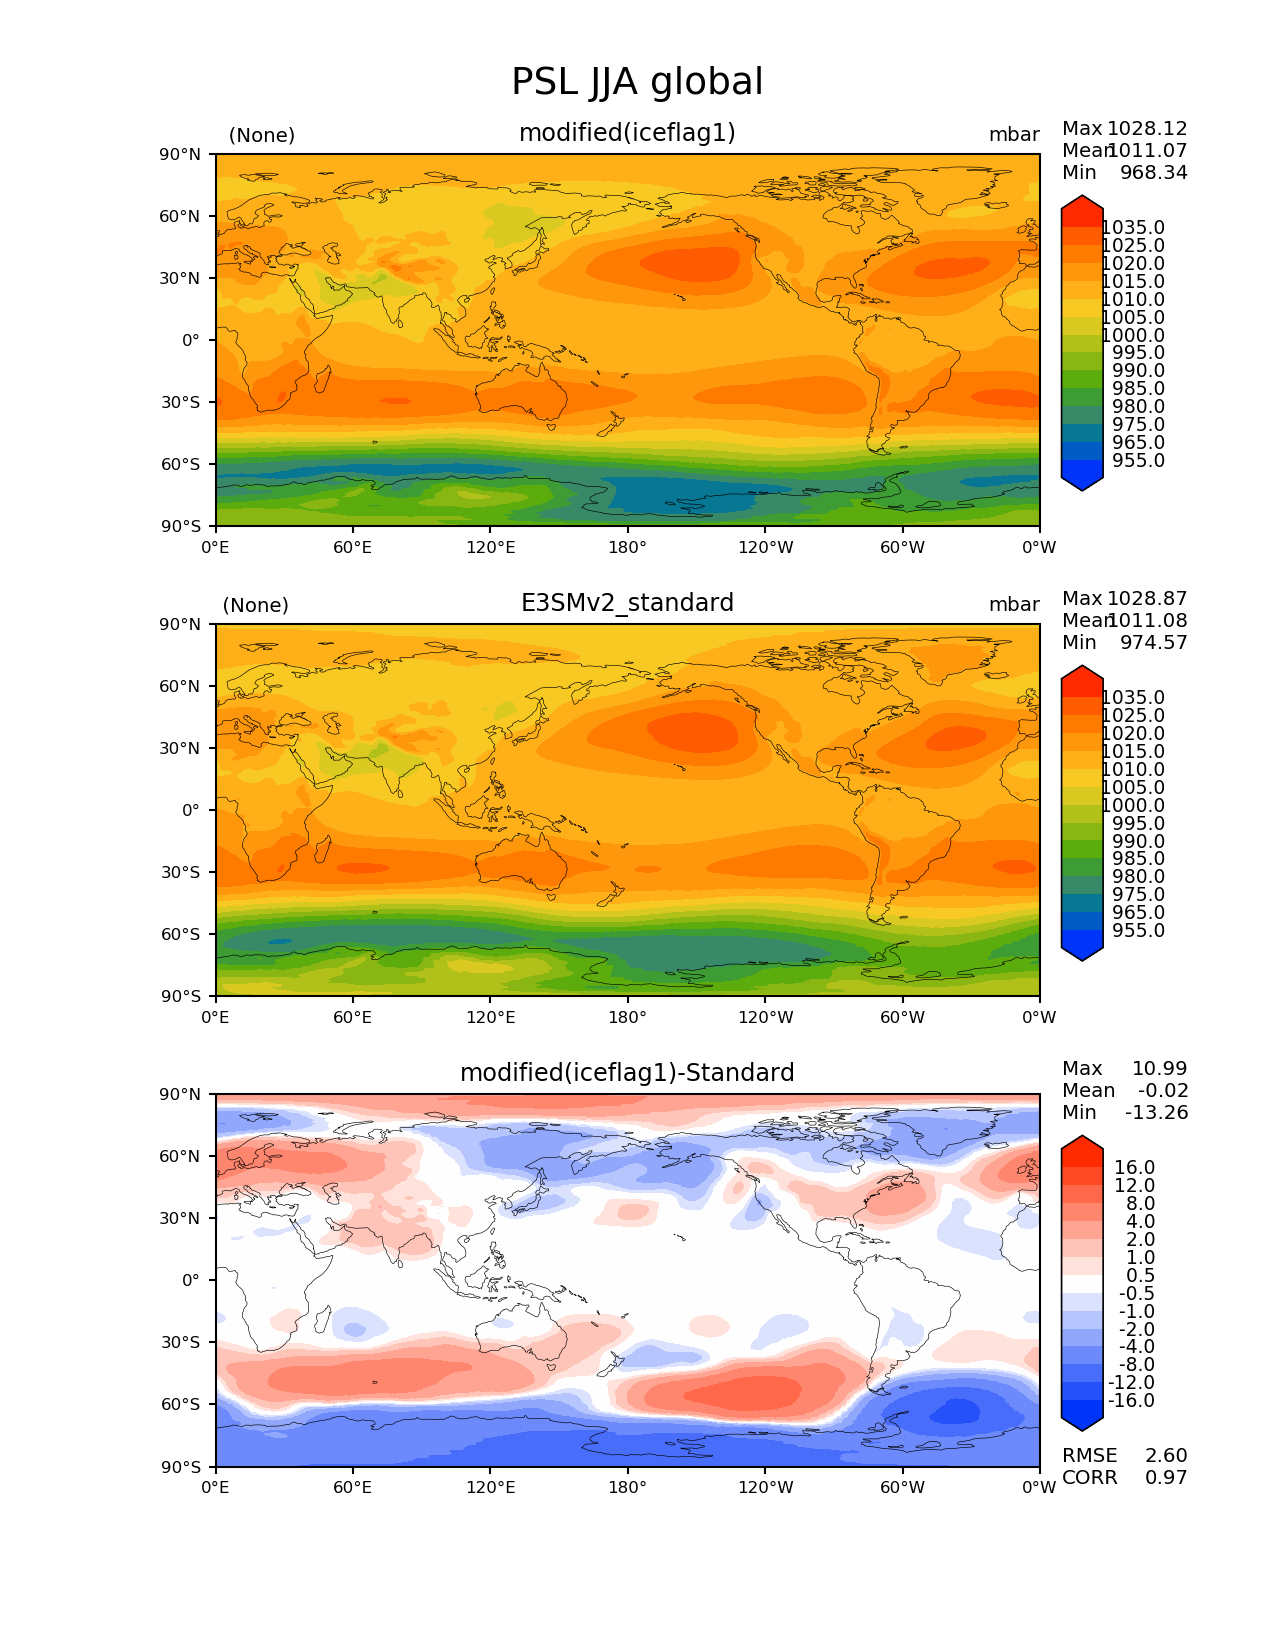 PSL JJA global
(None) modified(iceflag1) mbar
Max 1028.12
Mean 1011.07
Min 968.34
90°N
60°N
30°N
0°
30°S
60°S
90°S
0°E 60°E 120°E 180° 120°W 60°W 0°W
1035.0
1025.0
1020.0
1015.0
1010.0
1005.0
1000.0
995.0
990.0
985.0
980.0
975.0
965.0
955.0
(None) E3SMv2_standard mbar
Max 1028.87
Mean 1011.08
Min 974.57
90°N
60°N
30°N
0°
30°S
60°S
90°S
0°E 60°E 120°E 180° 120°W 60°W 0°W
1035.0
1025.0
1020.0
1015.0
1010.0
1005.0
1000.0
995.0
990.0
985.0
980.0
975.0
965.0
955.0
modified(iceflag1)-Standard
Max 10.99
Mean -0.02
Min -13.26
90°N
60°N
30°N
0°
30°S
60°S
90°S
0°E 60°E 120°E 180° 120°W 60°W 0°W
16.0
12.0
8.0
4.0
2.0
1.0
0.5
-0.5
-1.0
-2.0
-4.0
-8.0
-12.0
-16.0
RMSE 2.60
CORR 0.97